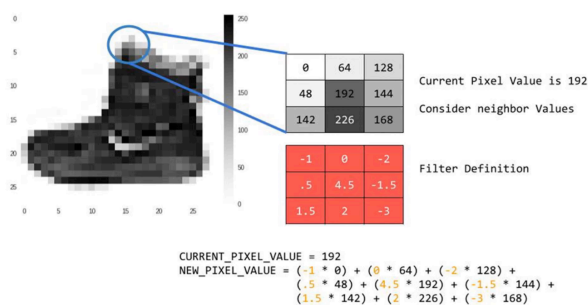 0
5
10
15
20
25
0 5 10 15 20 25
250
200
150
100
50
0
0 64 128
48 192 144
142 226 168
Current Pixel Value is 192
Consider neighbor Values
-1 0 -2
.5 4.5 -1.5
1.5 2 -3
Filter Definition
CURRENT_PIXEL_VALUE = 192
NEW_PIXEL_VALUE = (-1 * 0) + (0 * 64) + (-2 * 128) +
(.5 * 48) + (4.5 * 192) + (-1.5 * 144) +
(1.5 * 142) + (2 * 226) + (-3 * 168)